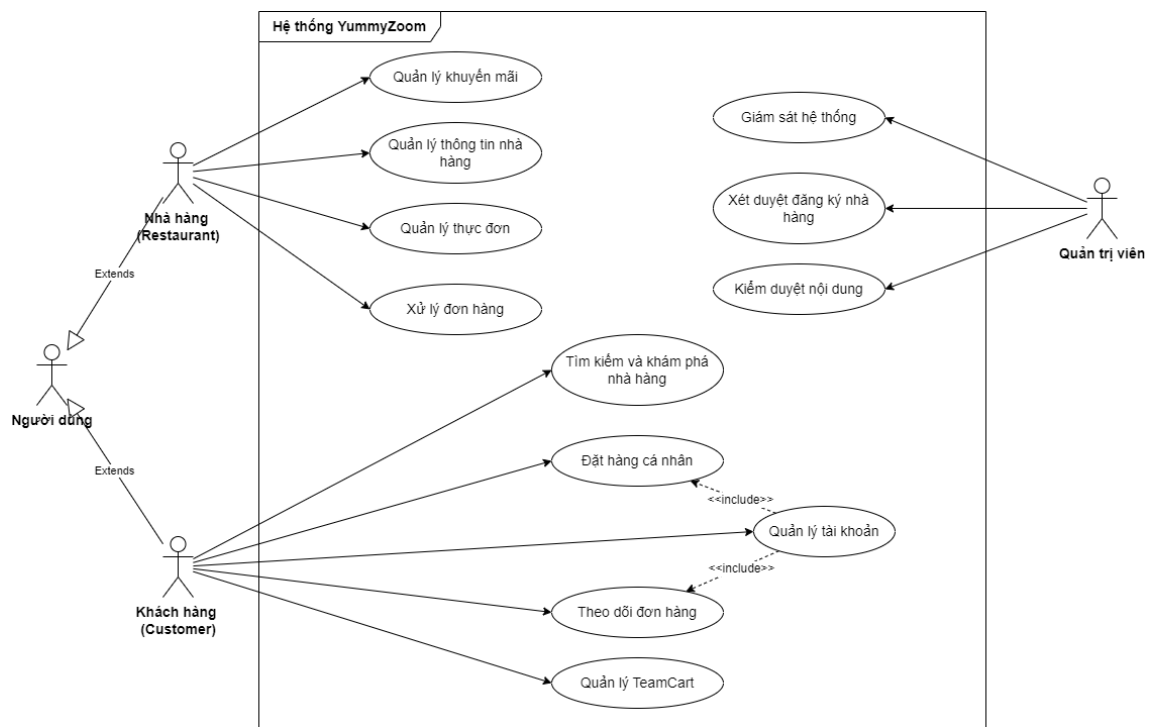 Hệ thống YummyZoom
Quản lý khuyến mãi
Quản lý thông tin nhà
hàng
Quản lý thực đơn
Xử lý đơn hàng
Nhà hàng
(Restaurant)
Extends
Người dùng
Extends
Khách hàng
(Customer)
Giám sát hệ thống
Xét duyệt đăng ký nhà
hàng
Kiểm duyệt nội dung
Quản trị viên
Tìm kiếm và khám phá
nhà hàng
Đặt hàng cá nhân
<<include>>
Quản lý tài khoản
<<include>>
Theo dõi đơn hàng
Quản lý TeamCart